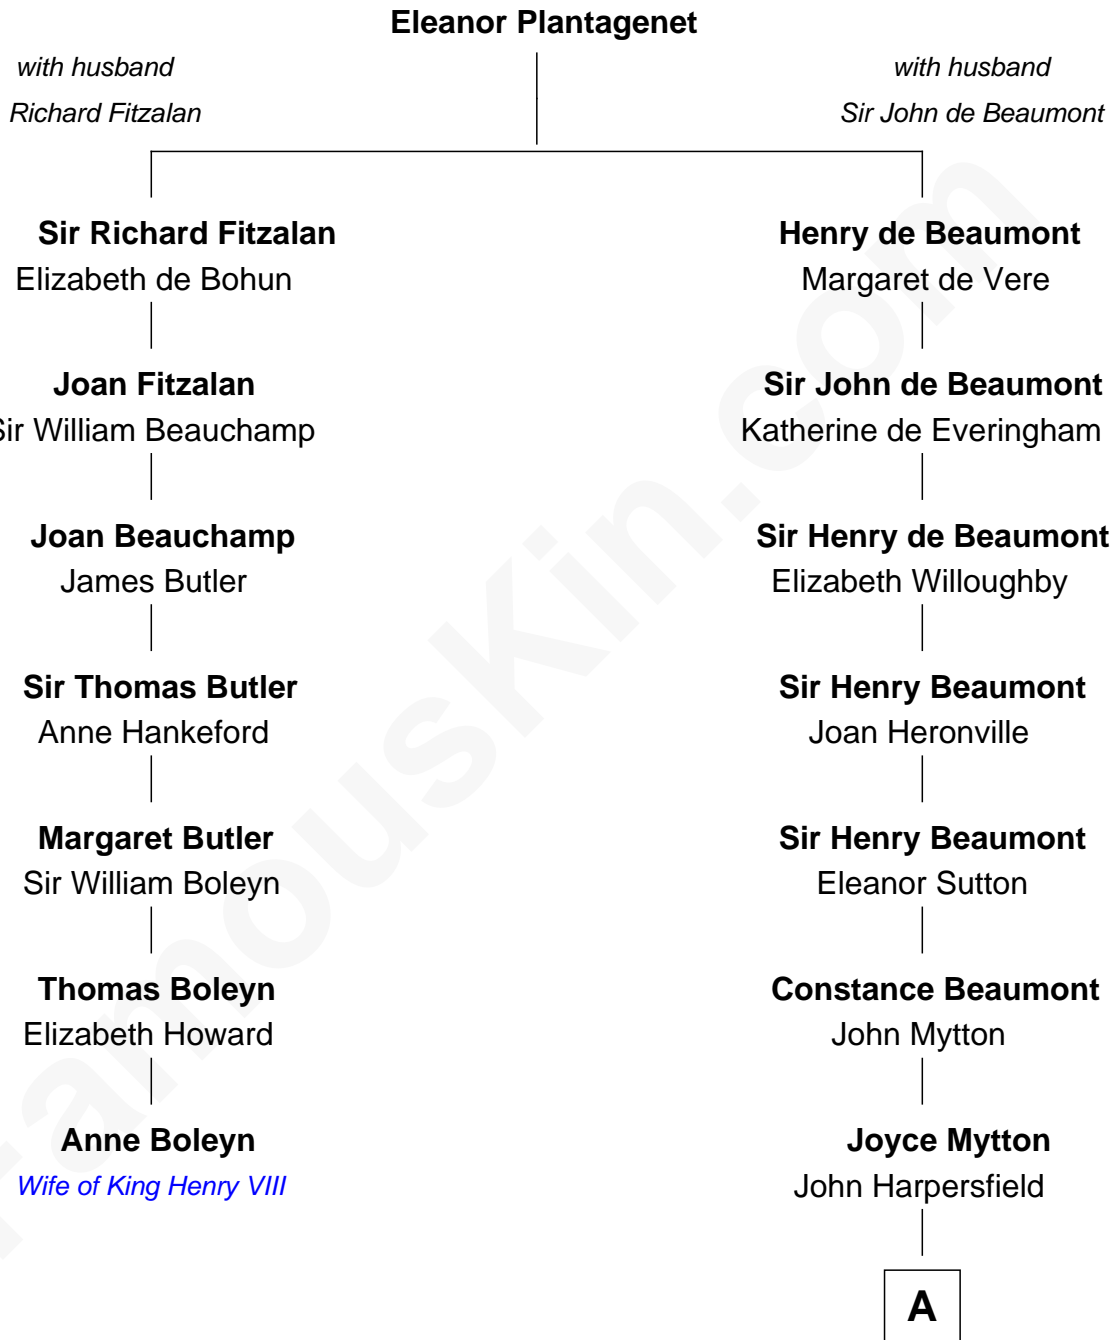 Eleanor Plantagenet
with husband
Richard Fitzalan
with husband
Sir John de Beaumont
Sir Richard Fitzalan
Elizabeth de Bohun
Henry de Beaumont
Margaret de Vere
Joan Fitzalan
Sir William Beauchamp
Sir John de Beaumont
Katherine de Everingham
Joan Beauchamp
James Butler
Sir Henry de Beaumont
Elizabeth Willoughby
Sir Thomas Butler
Anne Hankeford
Sir Henry Beaumont
Joan Heronville
Margaret Butler
Sir William Boleyn
Sir Henry Beaumont
Eleanor Sutton
Thomas Boleyn
Elizabeth Howard
Constance Beaumont
John Mytton
Anne Boleyn
Wife of King Henry VIII
Joyce Mytton
John Harpersfield
A
FamousKin.com